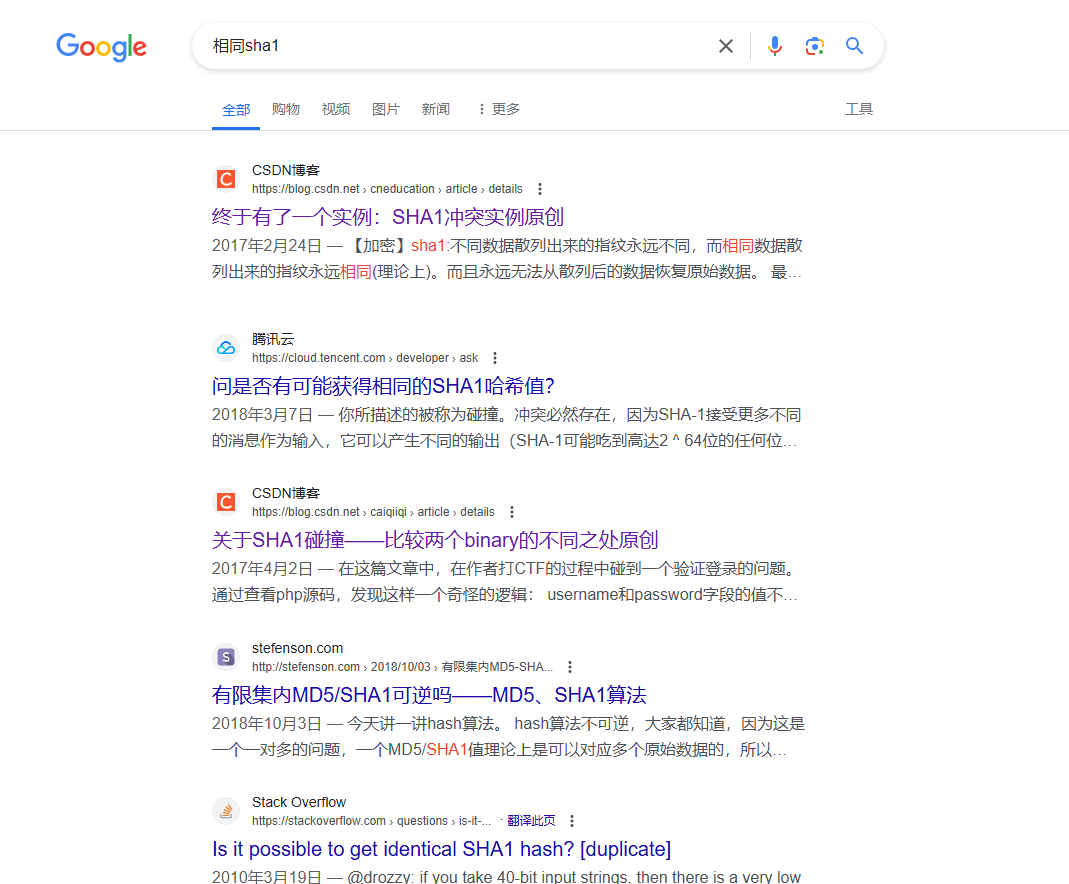 Google
相同sha1
全部 购物 视频 图片 新闻 更多 工具
CSDN博客
https://blog.csdn.net › cneducation › article › details
终于有了一个实例：SHA1冲突实例原创
2017年2月24日 — 【加密】sha1:不同数据散列出来的指纹永远不同，而相同数据散
列出来的指纹永远相同(理论上)。而且永远无法从散列后的数据恢复原始数据。 最...
腾讯云
https://cloud.tencent.com › developer › ask
问是否有可能获得相同的SHA1哈希值?
2018年3月7日 — 你所描述的被称为碰撞。冲突必然存在，因为SHA-1接受更多不同
的消息作为输入，它可以产生不同的输出（SHA-1可能吃到高达2 ^ 64位的任何位...
CSDN博客
https://blog.csdn.net › caiqiiqi › article › details
关于SHA1碰撞——比较两个binary的不同之处原创
2017年4月2日 — 在这篇文章中，在作者打CTF的过程中碰到一个验证登录的问题。
通过查看php源码，发现这样一个奇怪的逻辑： username和password字段的值不...
stefenson.com
http://stefenson.com › 2018/10/03 › 有限集内MD5-SHA...
有限集内MD5/SHA1可逆吗——MD5、SHA1算法
2018年10月3日 — 今天讲一讲hash算法。 hash算法不可逆，大家都知道，因为这是
一个一对多的问题，一个MD5/SHA1值理论上是可以对应多个原始数据的，所以...
Stack Overflow
https://stackoverflow.com › questions › is-it-... · 翻译此页
Is it possible to get identical SHA1 hash? [duplicate]
2010年3月19日 — @drozzy: if you take 40-bit input strings, then there is a very low